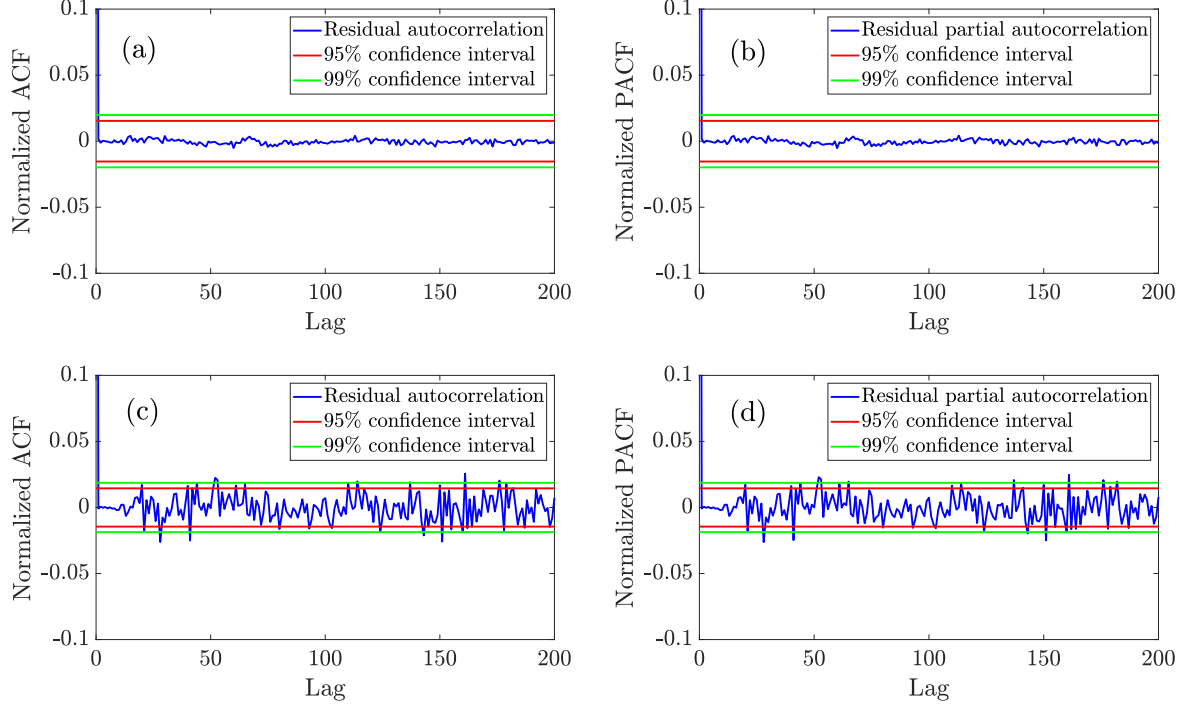 (a)
Residual autocorrelation
95% confidence interval
99% confidence interval
Normalized ACF
0.1
0.05
0
-0.05
-0.1
0 50 100 150 200
Lag
(b)
Residual partial autocorrelation
95% confidence interval
99% confidence interval
Normalized PACF
0.1
0.05
0
-0.05
-0.1
0 50 100 150 200
Lag
(c)
Residual autocorrelation
95% confidence interval
99% confidence interval
Normalized ACF
0.1
0.05
0
-0.05
-0.1
0 50 100 150 200
Lag
(d)
Residual partial autocorrelation
95% confidence interval
99% confidence interval
Normalized PACF
0.1
0.05
0
-0.05
-0.1
0 50 100 150 200
Lag